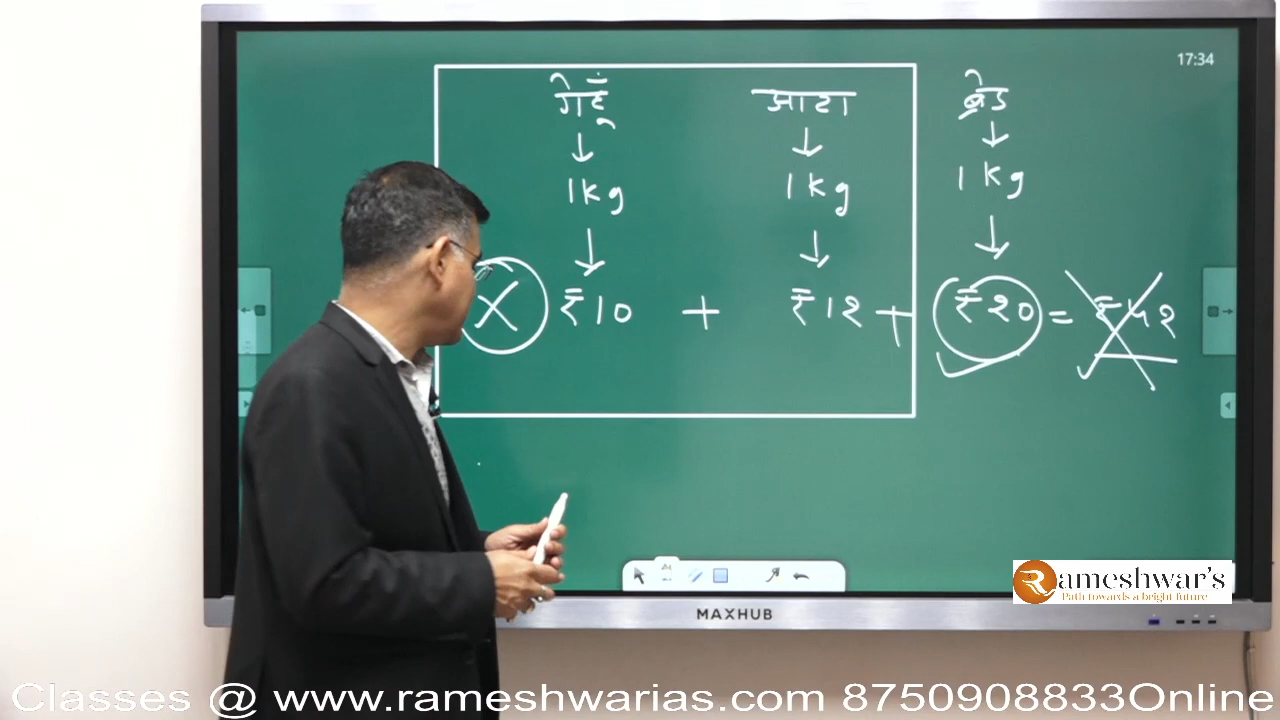 17:34
गेहूँ आटा ब्रेड
↓ ↓ ↓
1kg 1kg 1kg
↓ ↓ ↓
X ₹10 + ₹12 + ₹20 = ₹42
MAXHUB
Rameshwar's
Path towards a bright future
Classes @ www.rameshwarias.com 8750908833Online